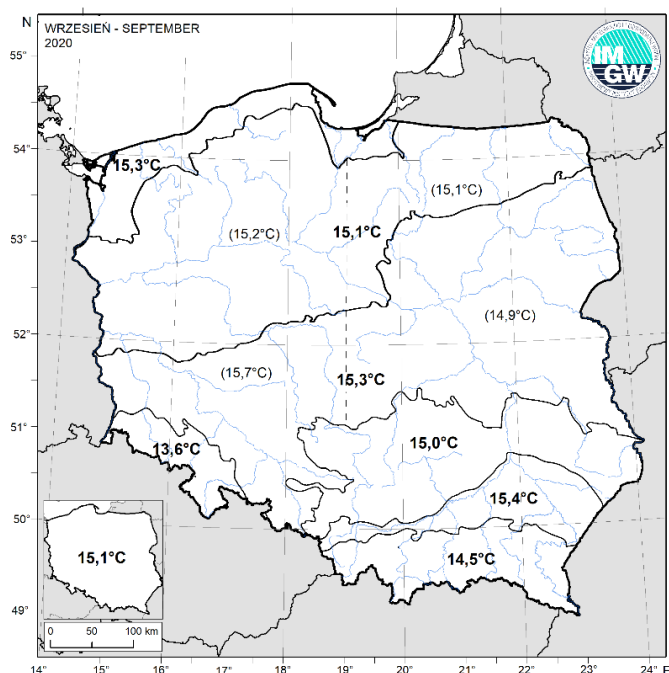 N
WRZESIEŃ - SEPTEMBER
2020
IM
GW
55°
54°
53°
52°
51°
50°
49°
15,3°C
(15,1°C)
(15,2°C)
15,1°C
(14,9°C)
(15,7°C)
15,3°C
13,6°C
15,0°C
15,4°C
14,5°C
15,1°C
0 50 100 km
14° 15° 16° 17° 18° 19° 20° 21° 22° 23° 24° E